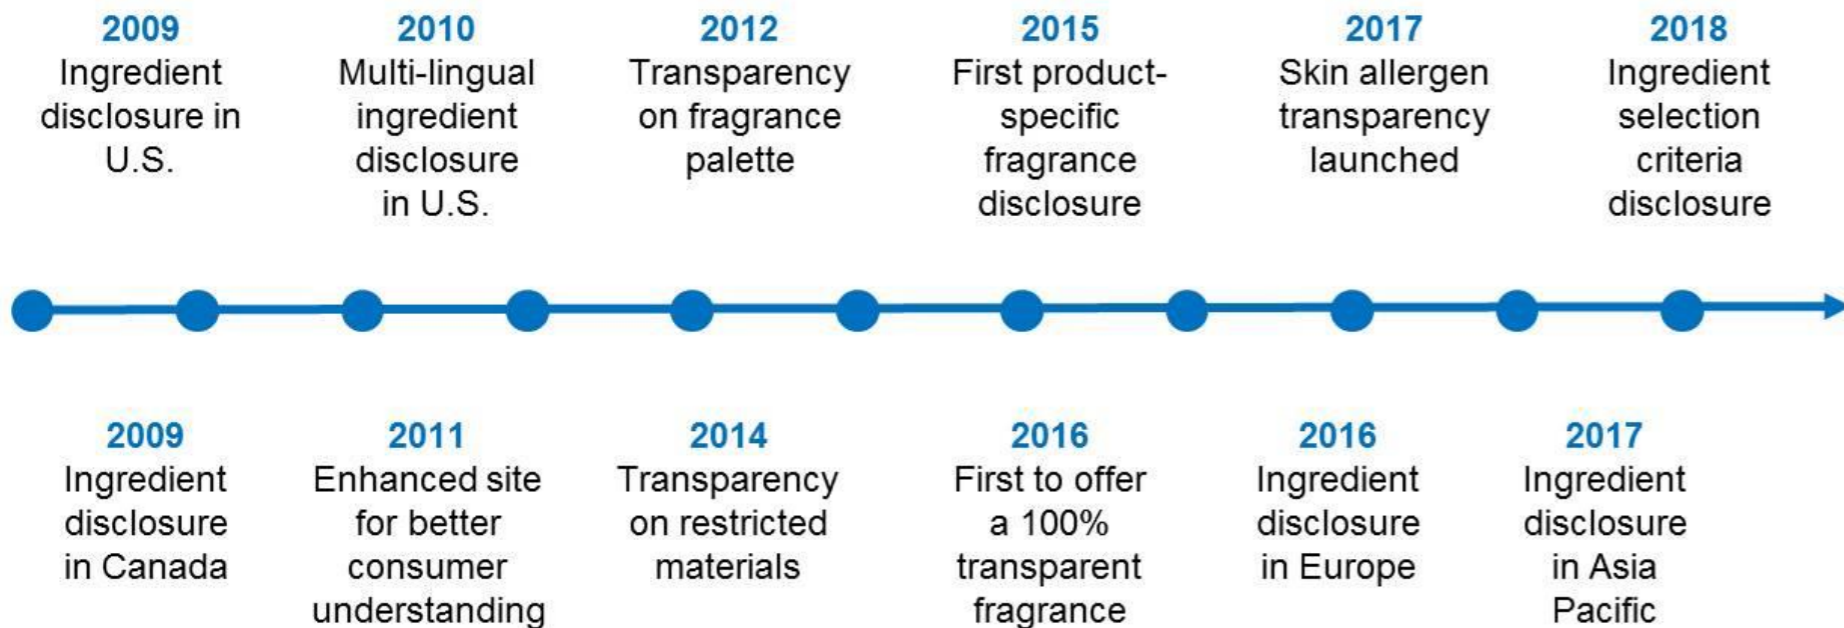 2009
Ingredient
disclosure in
U.S.
2010
Multi-lingual
ingredient
disclosure
in U.S.
2012
Transparency
on fragrance
palette
2015
First product-
specific
fragrance
disclosure
2017
Skin allergen
transparency
launched
2018
Ingredient
selection
criteria
disclosure
2009
Ingredient
disclosure
in Canada
2011
Enhanced site
for better
consumer
understanding
2014
Transparency
on restricted
materials
2016
First to offer
a 100%
transparent
fragrance
2016
Ingredient
disclosure
in Europe
2017
Ingredient
disclosure
in Asia
Pacific